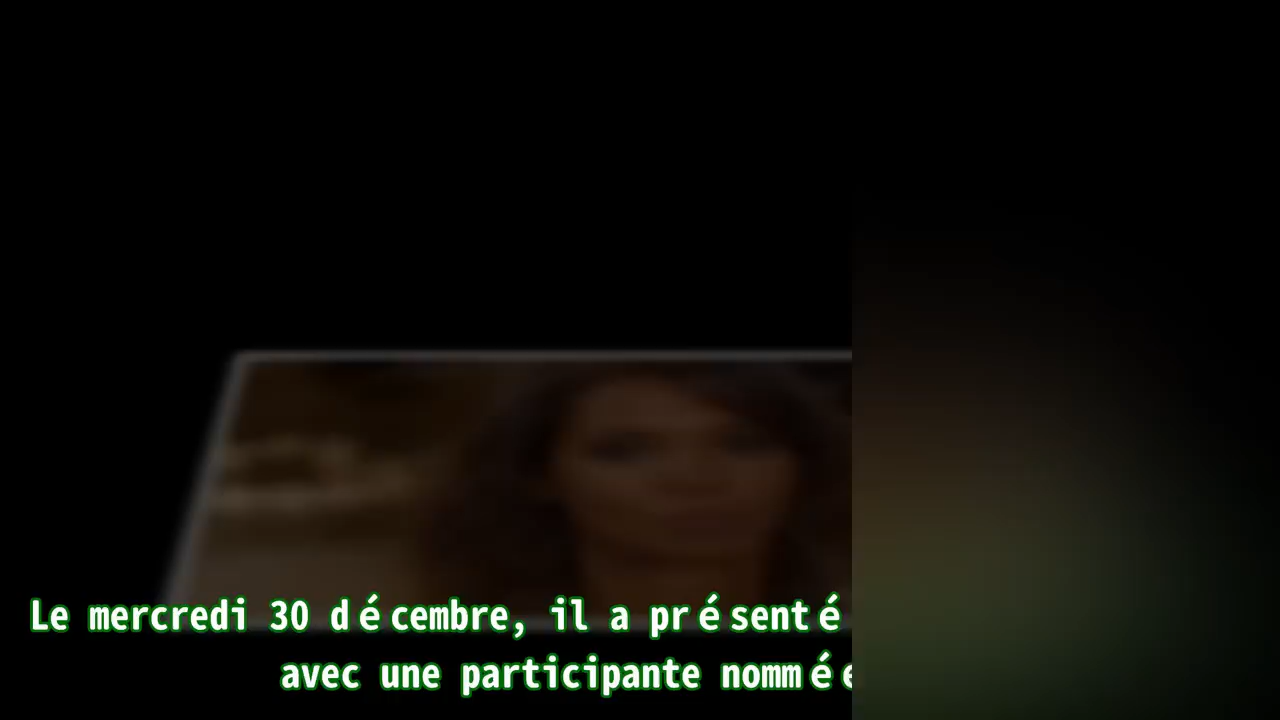 Le mercredi 30 décembre, il a présenté
avec une participante nommée